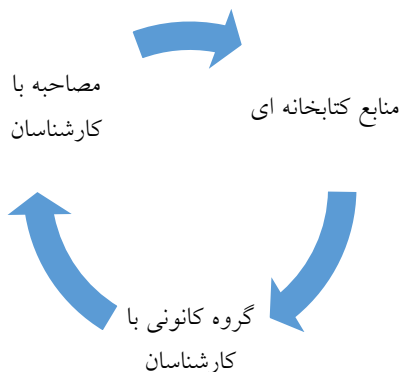 مصاحبه با
کارشناسان
منابع کتابخانه ای
گروه کانونی با
کارشناسان